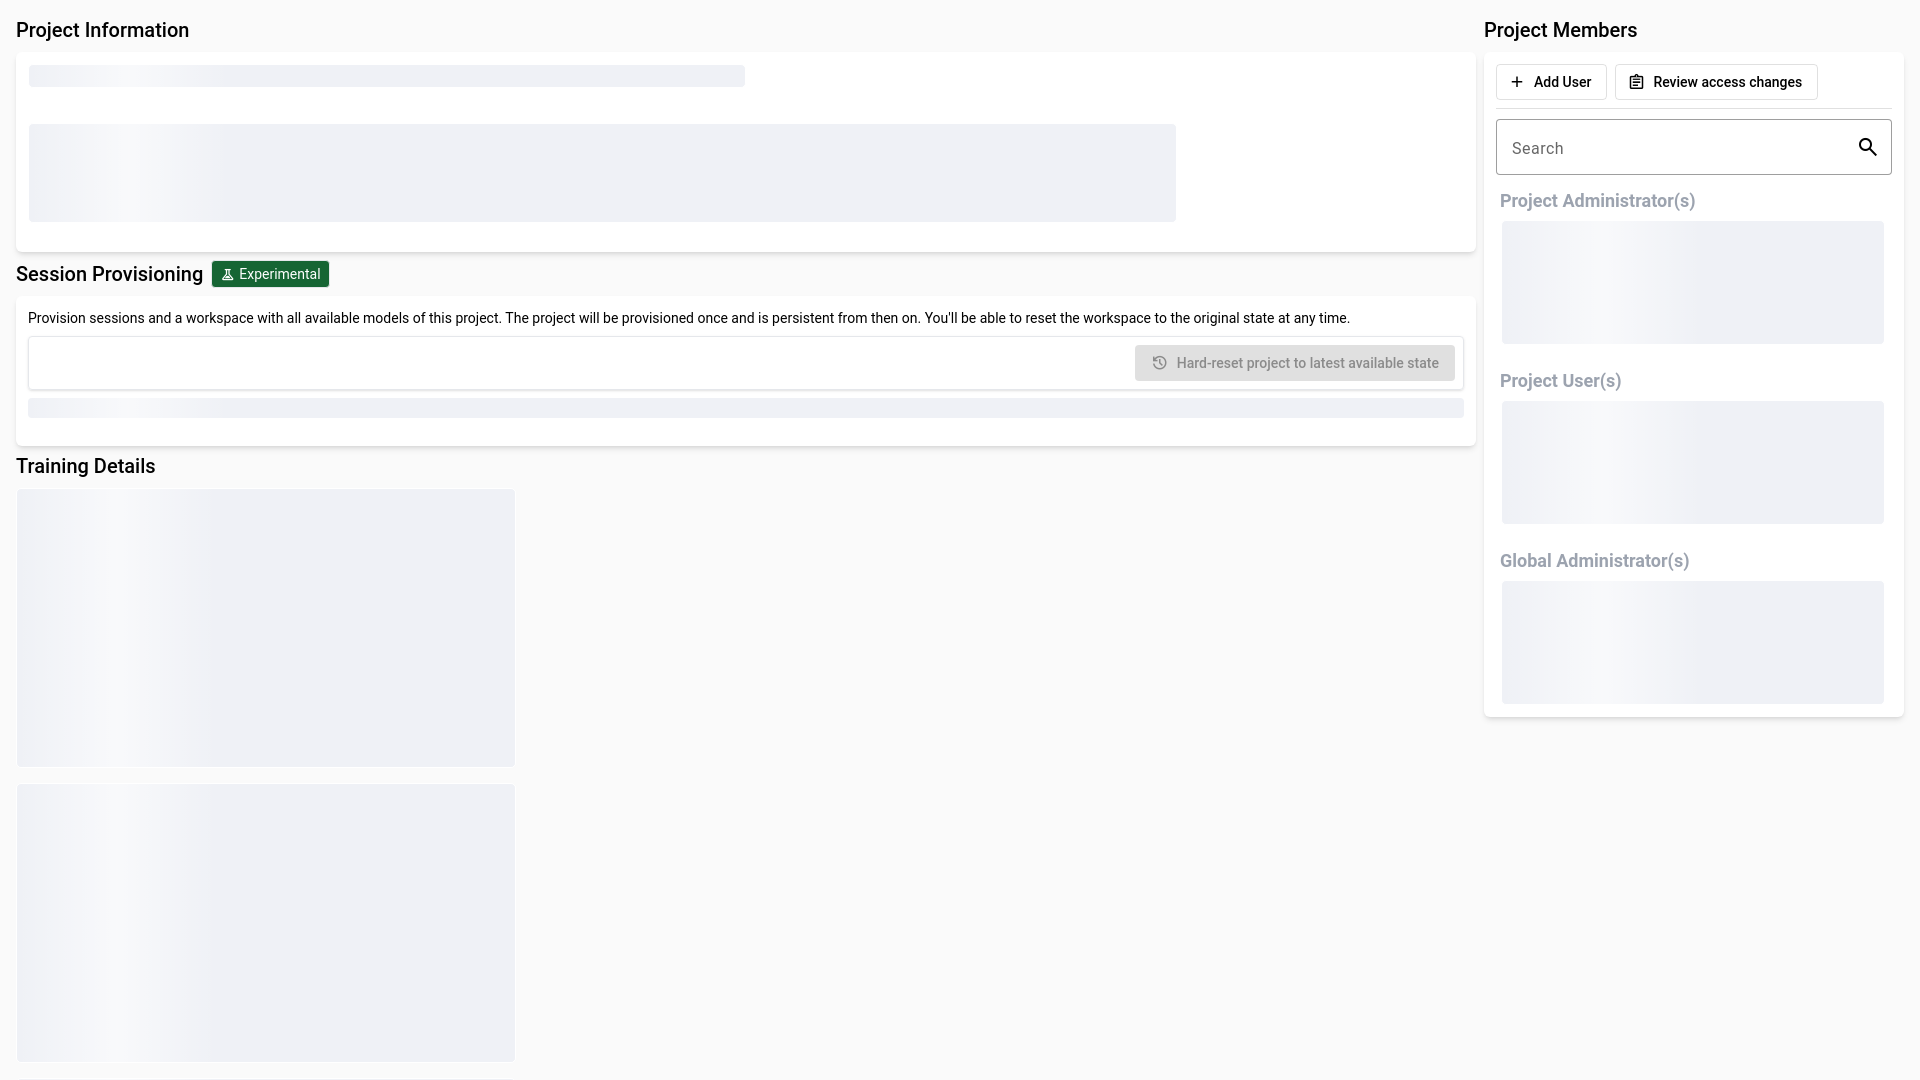 Project Information
Session Provisioning
Experimental
Provision sessions and a workspace with all available models of this project. The project will be provisioned once and is persistent from then on. You'll be able to reset the workspace to the original state at any time.
Hard-reset project to latest available state
Training Details
Project Members
Add User
Review access changes
Search
Project Administrator(s)
Project User(s)
Global Administrator(s)